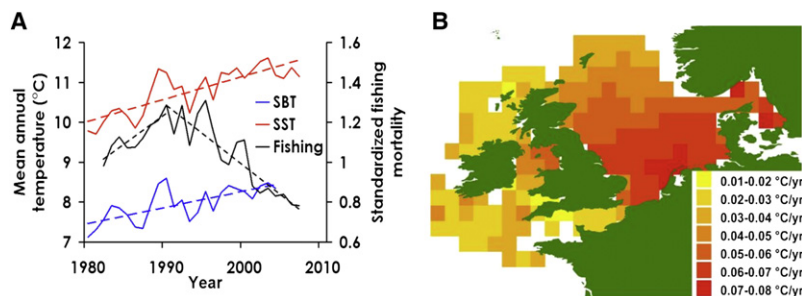 A
Mean annual
temperature (°C)
12
11
10
9
8
7
1980
1990
2000
2010
Year
SBT
SST
Fishing
1.6
1.4
1.2
1
0.8
0.6
Standardized fishing
mortality
B
0.01-0.02 °C/yr
0.02-0.03 °C/yr
0.03-0.04 °C/yr
0.04-0.05 °C/yr
0.05-0.06 °C/yr
0.06-0.07 °C/yr
0.07-0.08 °C/yr